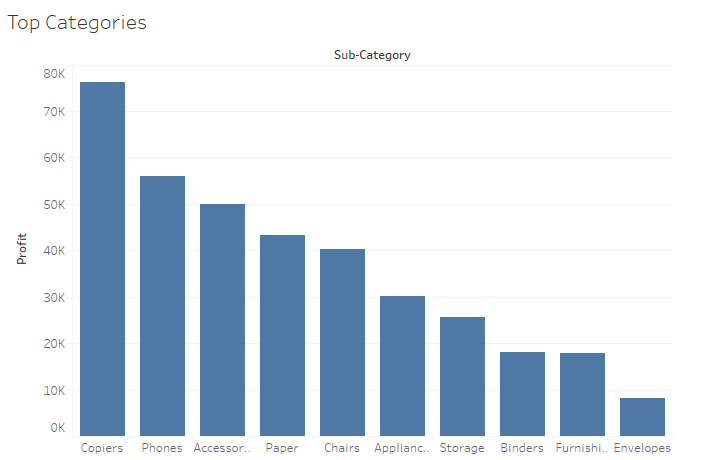 Top Categories
Sub-Category
80K
70K
60K
50K
40K
30K
20K
10K
0K
Profit
Copiers Phones Accessor.. Paper Chairs Applianc.. Storage Binders Furnishi.. Envelopes